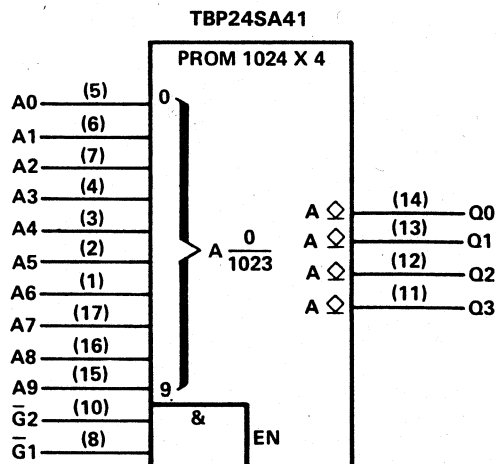 TBP24SA41
PROM 1024 X 4
A0 (5) 0
A1 (6)
A2 (7)
A3 (4)
A4 (3)
A5 (2)
A6 (1)
A7 (17)
A8 (16)
A9 (15) 9
G̅2 (10)
G̅1 (8)
A 0/1023
A (14) Q0
A (13) Q1
A (12) Q2
A (11) Q3
&
EN